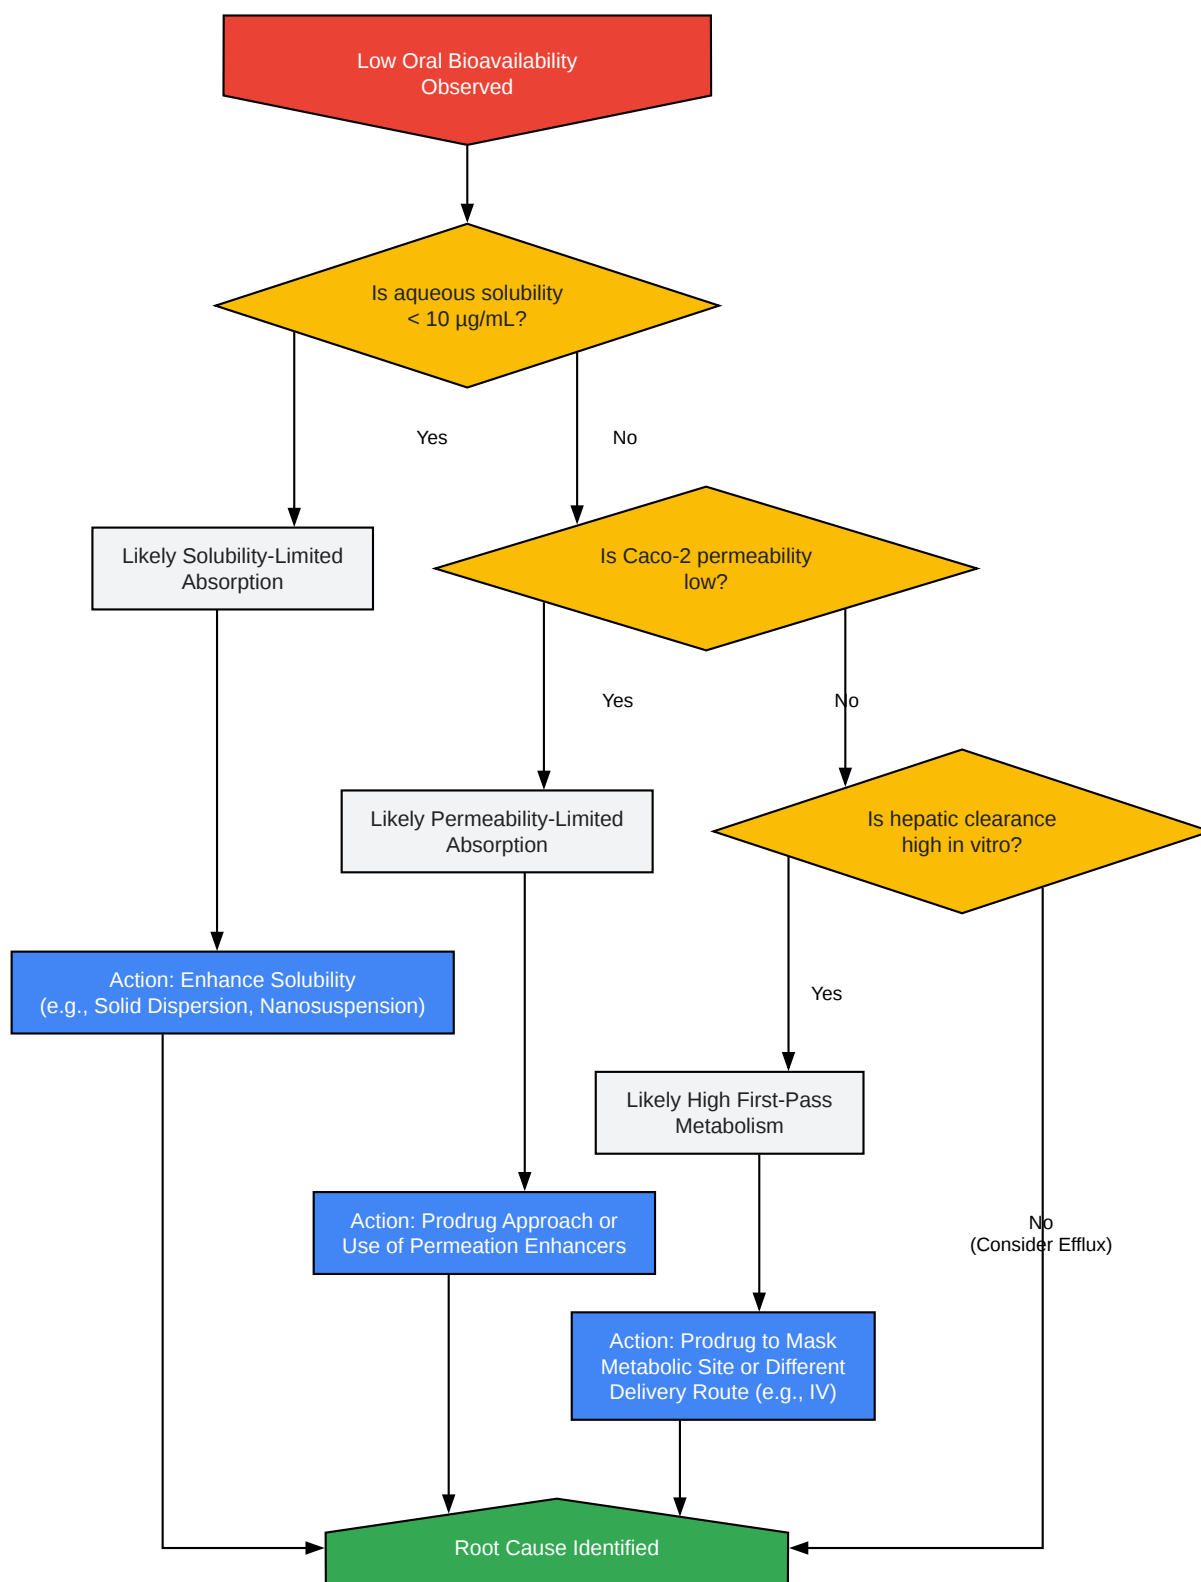 Low Oral Bioavailability
Observed
Is aqueous solubility
< 10 µg/mL?
Yes
No
Likely Solubility-Limited
Absorption
Is Caco-2 permeability
low?
Yes
No
Likely Permeability-Limited
Absorption
Is hepatic clearance
high in vitro?
Action: Enhance Solubility
(e.g., Solid Dispersion, Nanosuspension)
Yes
Likely High First-Pass
Metabolism
Action: Prodrug Approach or
Use of Permeation Enhancers
No
(Consider Efflux)
Action: Prodrug to Mask
Metabolic Site or Different
Delivery Route (e.g., IV)
Root Cause Identified